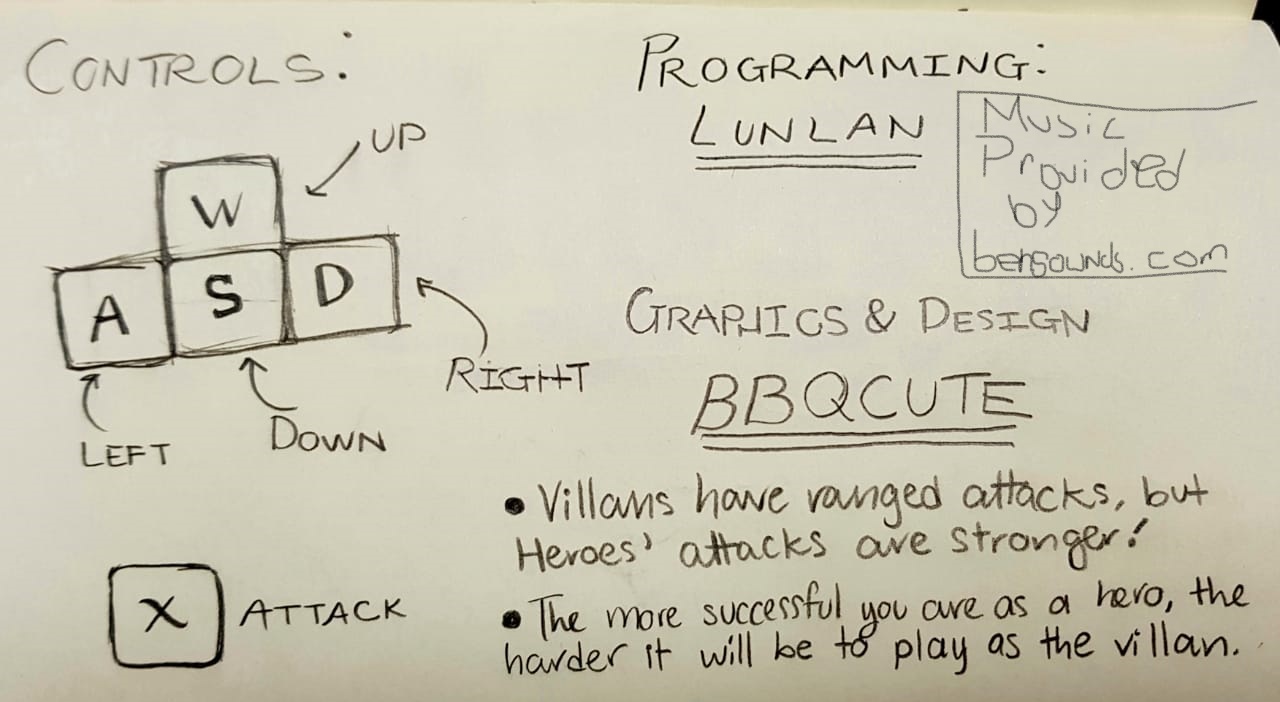 CONTROLS:
UP
W
A S D
RIGHT
LEFT
DOWN
X ATTACK
PROGRAMMING:
LUNLAN
Music
Provided
by
bensounds.com
GRAPHICS & DESIGN
BBQCUTE
• Villans have ranged attacks, but
Heroes' attacks are stronger!
• The more successful you are as a hero, the
harder it will be to play as the villan.